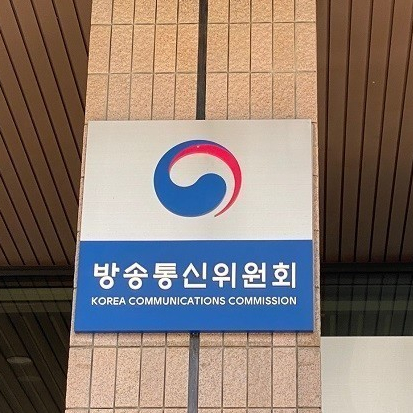 방송통신위원회
KOREA COMMUNICATIONS COMMISSION